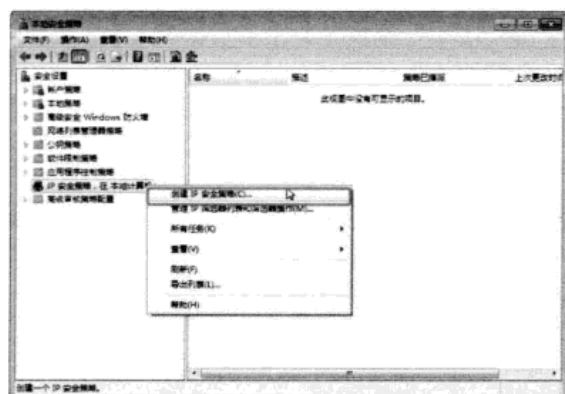 本地安全策略
文件(F) 操作(A) 查看(V) 帮助(H)
安全设置
帐户策略
本地策略
高级安全 Windows 防火墙
网络列表管理器策略
公钥策略
软件限制策略
应用程序控制策略
IP 安全策略，在 本地计算机
高级审核策略配置
名称 描述 策略已指派 上次更改时间
此视图中没有可显示的项目。
创建 IP 安全策略(C)...
管理 IP 筛选器列表和筛选器操作(M)...
所有任务(K)
查看(V)
刷新(F)
导出列表(L)...
帮助(H)
创建一个 IP 安全策略。